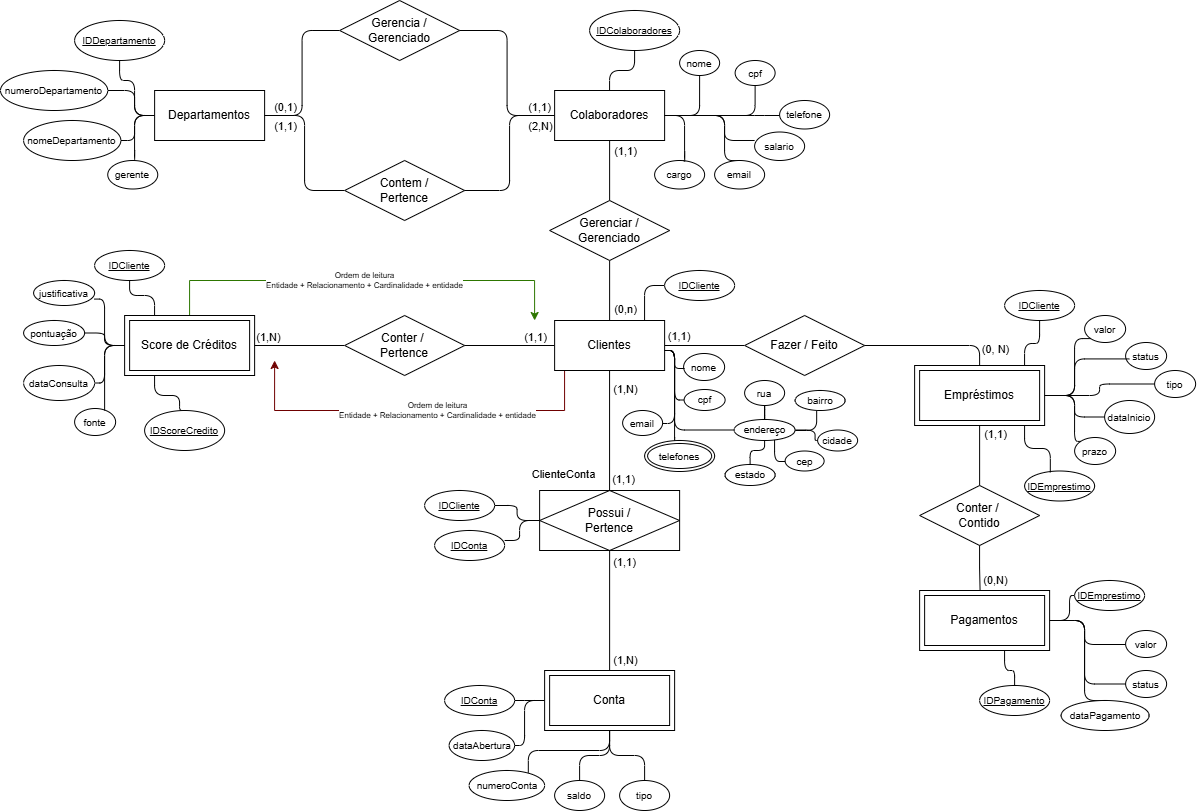 Gerencia /
Gerenciado
IDDepartamento
IDColaboradores
nome
cpf
numeroDepartamento
Departamentos
(0,1)
(1,1)
(1,1)
(2,N)
Colaboradores
telefone
nomeDepartamento
salario
(1,1)
gerente
cargo
email
Contem /
Pertence
Gerenciar /
Gerenciado
IDCliente
Ordem de leitura
Entidade + Relacionamento + Cardinalidade + entidade
IDCliente
justificativa
(0,n)
IDCliente
pontuação
Score de Créditos
(1,N)
Conter /
Pertence
(1,1)
Clientes
(1,1)
Fazer / Feito
(0, N)
valor
status
nome
dataConsulta
(1,N)
tipo
Empréstimos
cpf
rua
bairro
fonte
Ordem de leitura
Entidade + Relacionamento + Cardinalidade + entidade
dataInicio
IDScoreCredito
email
endereço
cidade
(1,1)
prazo
telefones
cep
estado
ClienteConta
(1,1)
IDEmprestimo
IDCliente
Possui /
Pertence
Conter /
Contido
IDConta
(1,1)
(0,N)
IDEmprestimo
Pagamentos
valor
(1,N)
status
IDConta
Conta
IDPagamento
dataPagamento
dataAbertura
numeroConta
saldo
tipo